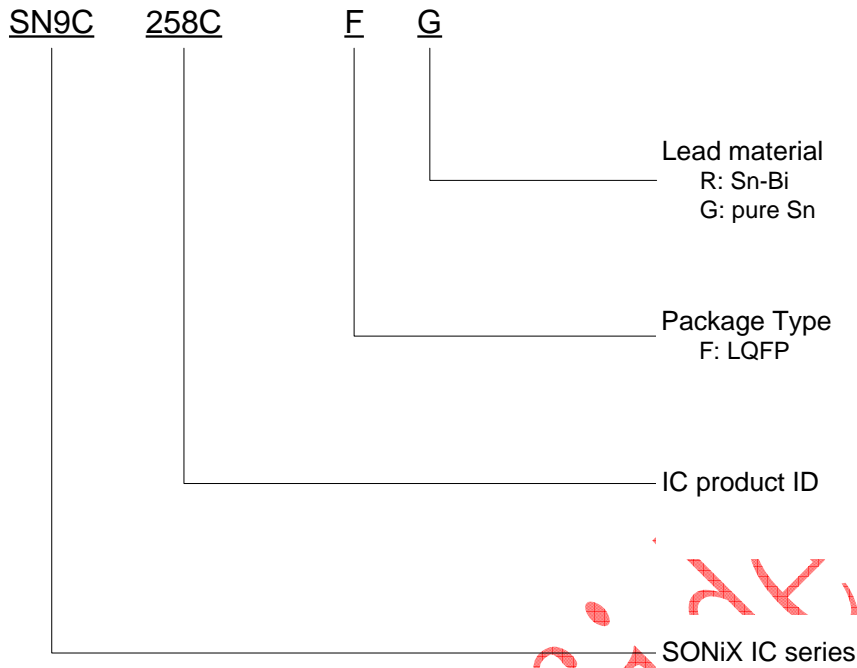 SN9C 258C F G
Lead material
R: Sn-Bi
G: pure Sn
Package Type
F: LQFP
IC product ID
SONiX IC series